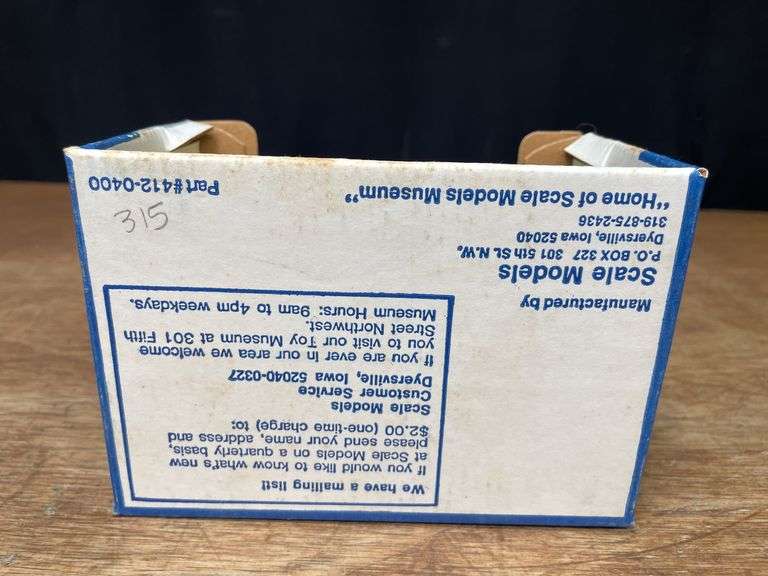 We have a mailing list!
If you would like to know what's new
at Scale Models on a quarterly basis,
please send your name, address and
$2.00 (one-time charge) to:
Scale Models
Customer Service
Dyersville, Iowa 52040-0327
If you are ever in our area we welcome
you to visit our Toy Museum at 301 Fifth
Street Northwest.
Museum Hours: 9am to 4pm weekdays.
Manufactured by
Scale Models
P.O. BOX 327 301 5th St. N.W.
Dyersville, Iowa 52040
319-875-2436
"Home of Scale Models Museum"
Part#412-0400
315